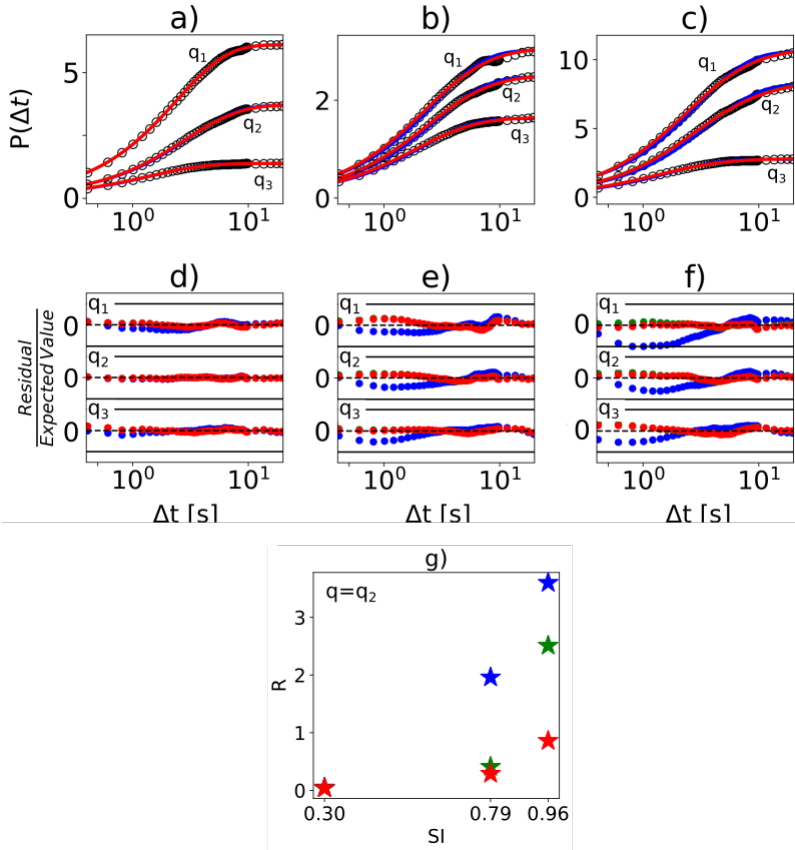 a)
b)
c)
P(Δt)
5
0
q1
q2
q3
10^0
10^1
2
0
q1
q2
q3
10^0
10^1
10
5
0
q1
q2
q3
10^0
10^1
d)
e)
f)
Residual
Expected Value
q1
0
q2
0
q3
0
10^0
10^1
Δt [s]
q1
0
q2
0
q3
0
10^0
10^1
Δt [s]
q1
0
q2
0
q3
0
10^0
10^1
Δt [s]
g)
q=q2
R
3
2
1
0
0.30
0.79
0.96
SI